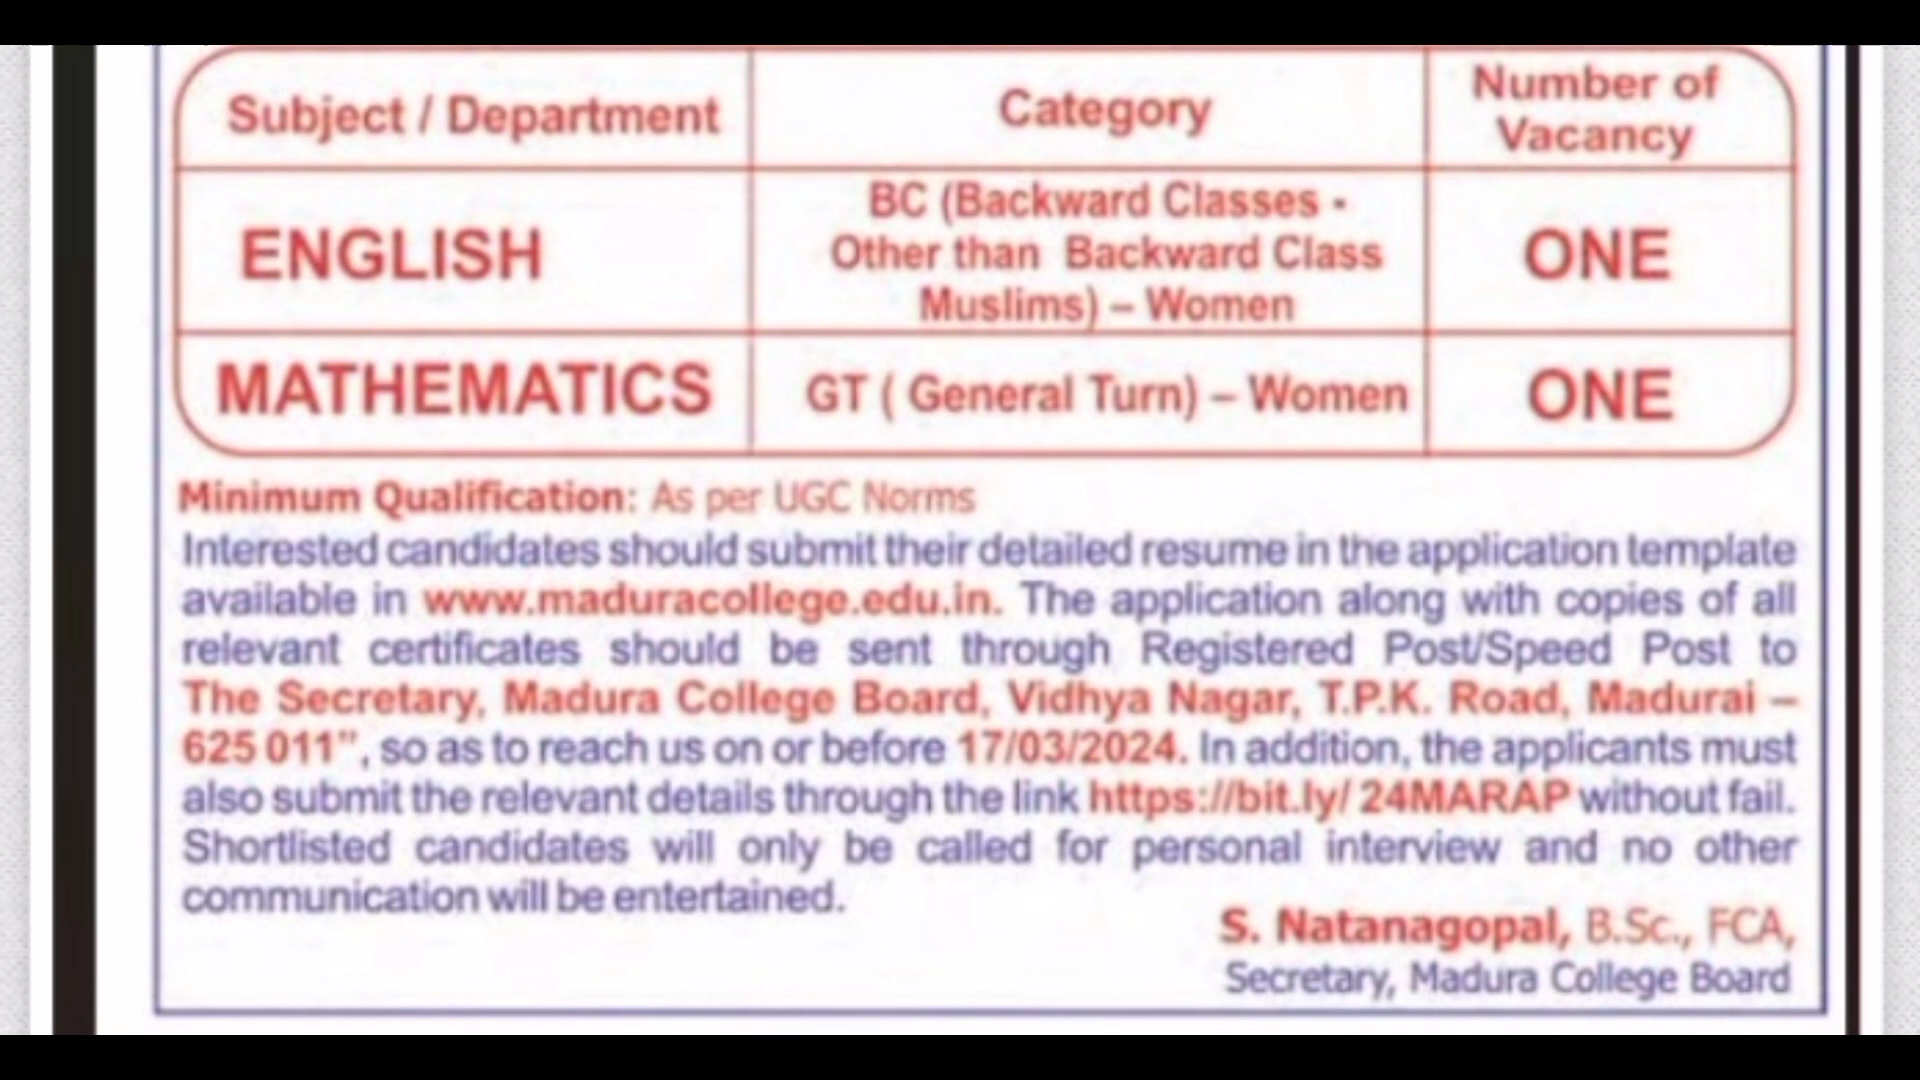 Subject / Department Category Number of Vacancy
ENGLISH BC (Backward Classes - Other than Backward Class Muslims) – Women ONE
MATHEMATICS GT ( General Turn) – Women ONE
Minimum Qualification: As per UGC Norms
Interested candidates should submit their detailed resume in the application template
available in www.maduracollege.edu.in. The application along with copies of all
relevant certificates should be sent through Registered Post/Speed Post to
The Secretary, Madura College Board, Vidhya Nagar, T.P.K. Road, Madurai –
625 011”, so as to reach us on or before 17/03/2024. In addition, the applicants must
also submit the relevant details through the link https://bit.ly/ 24MARAP without fail.
Shortlisted candidates will only be called for personal interview and no other
communication will be entertained.
S. Natanagopal, B.Sc., FCA,
Secretary, Madura College Board